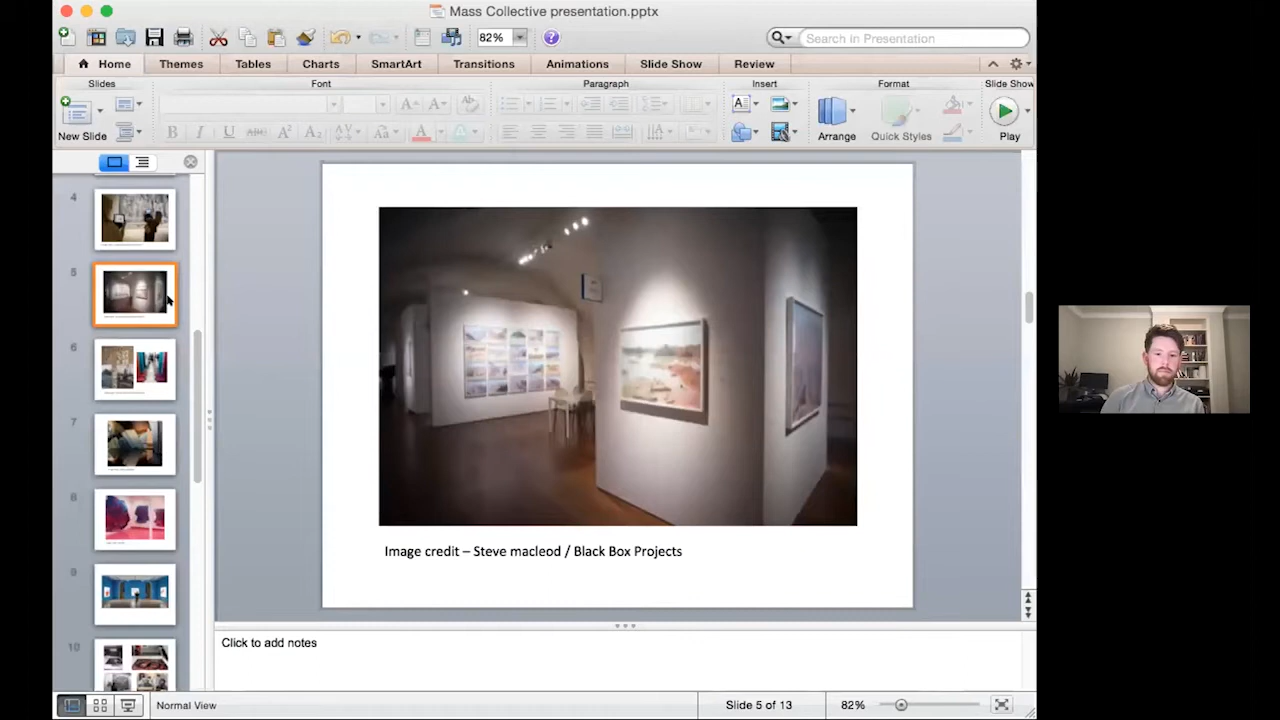 Mass Collective presentation.pptx
82%
Search in Presentation
Home Themes Tables Charts SmartArt Transitions Animations Slide Show Review
Slides Font Paragraph Insert Format Slide Show
New Slide
Arrange Quick Styles Play
4
5
6
7
8
9
10
Image credit – Steve macleod / Black Box Projects
Click to add notes
Normal View Slide 5 of 13 82%